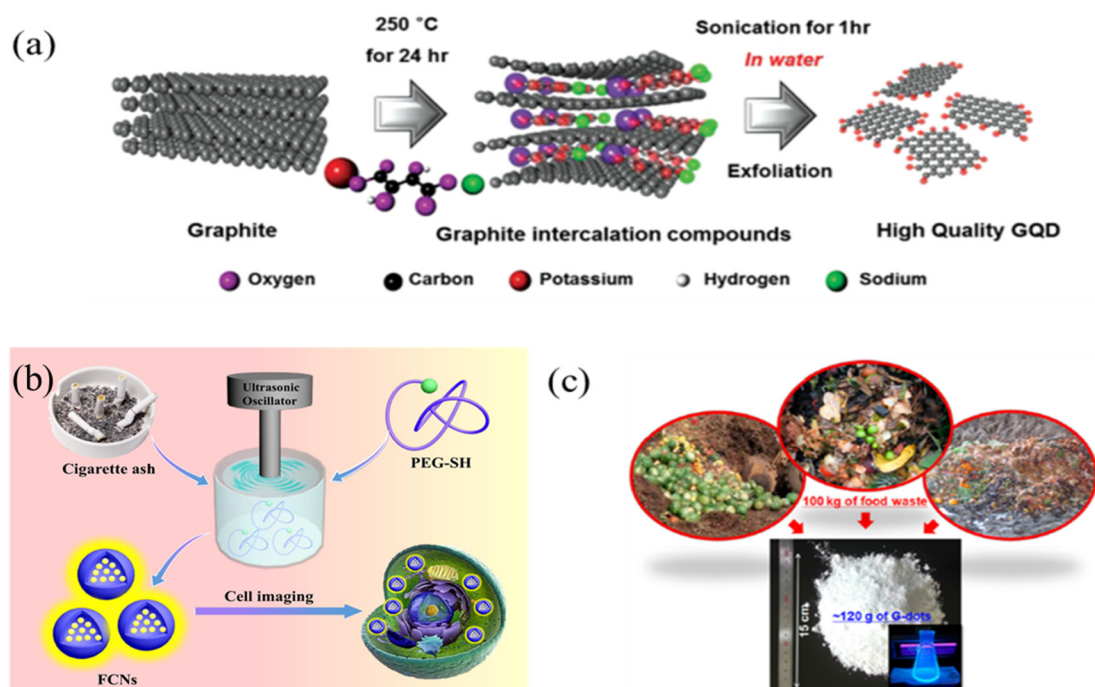 (a)
250 °C
for 24 hr
Sonication for 1hr
In water
Exfoliation
Graphite
Graphite intercalation compounds
High Quality GQD
Oxygen
Carbon
Potassium
Hydrogen
Sodium
(b)
Ultrasonic
Oscillator
Cigarette ash
PEG-SH
Cell imaging
FCNs
(c)
100 kg of food waste
15 cm
~120 g of G-dots